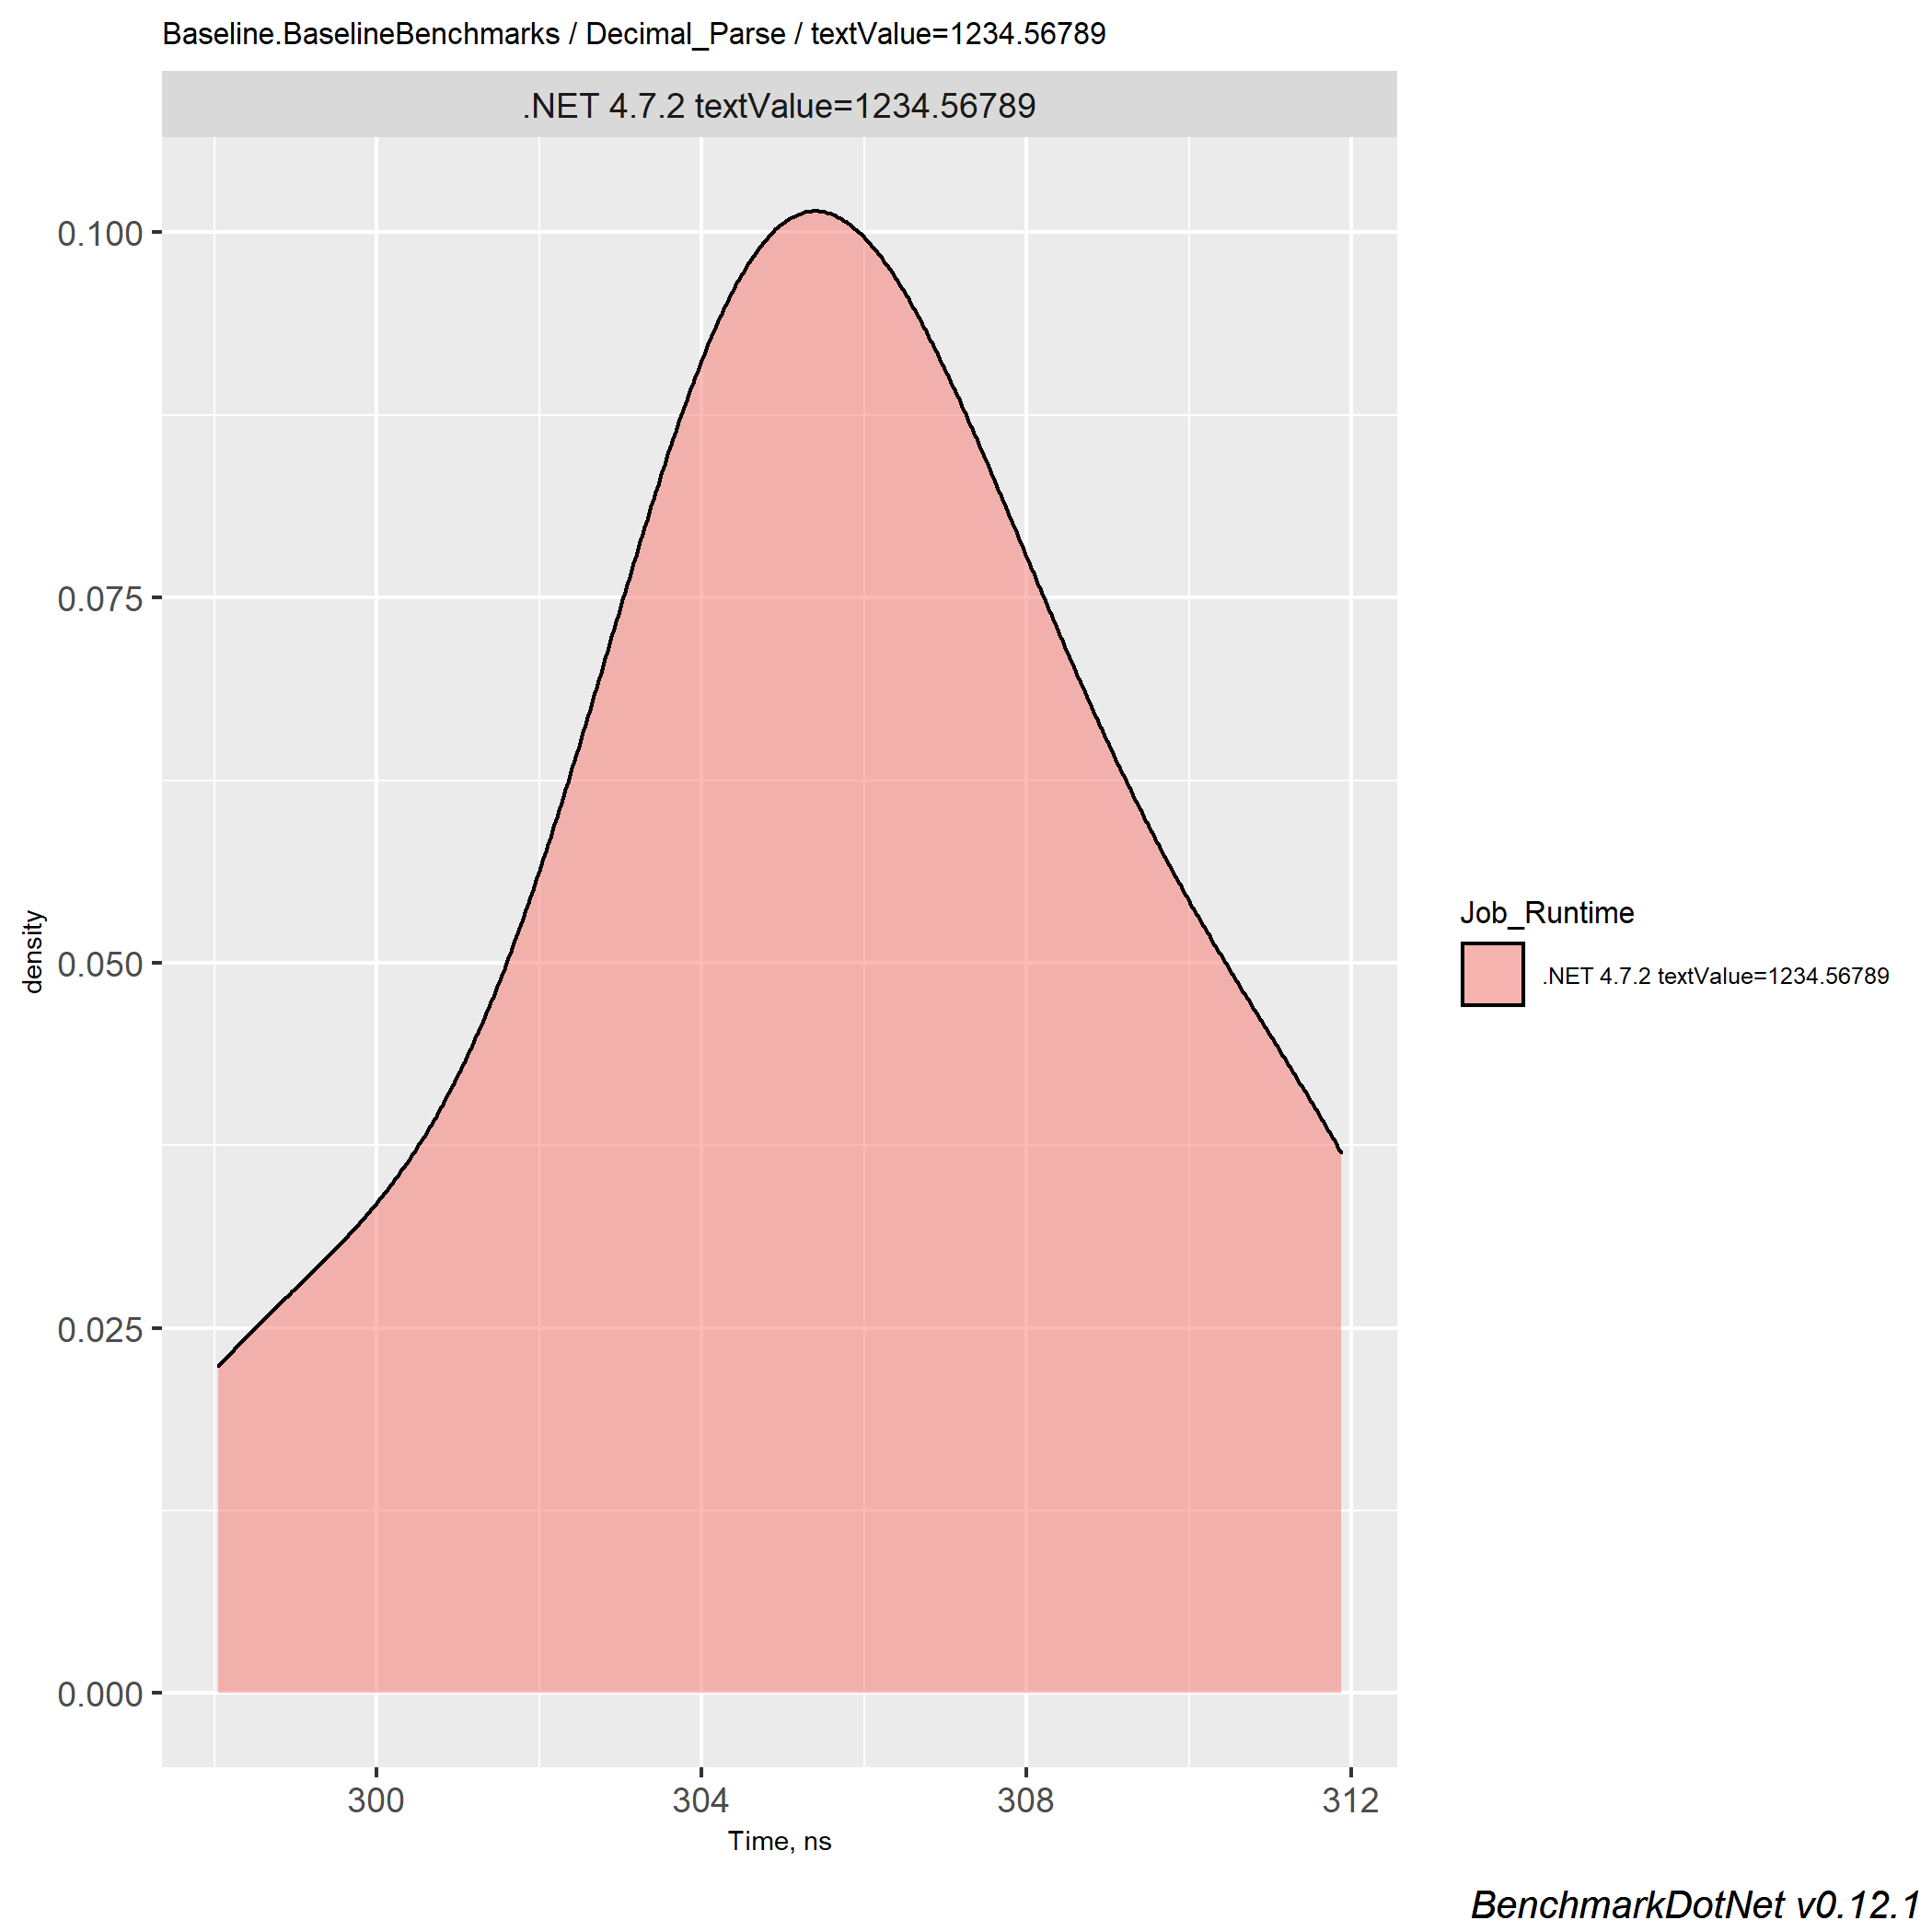 Baseline.BaselineBenchmarks / Decimal_Parse / textValue=1234.56789
.NET 4.7.2 textValue=1234.56789
0.100
0.075
0.050
0.025
0.000
density
300 304 308 312
Time, ns
Job_Runtime
.NET 4.7.2 textValue=1234.56789
BenchmarkDotNet v0.12.1